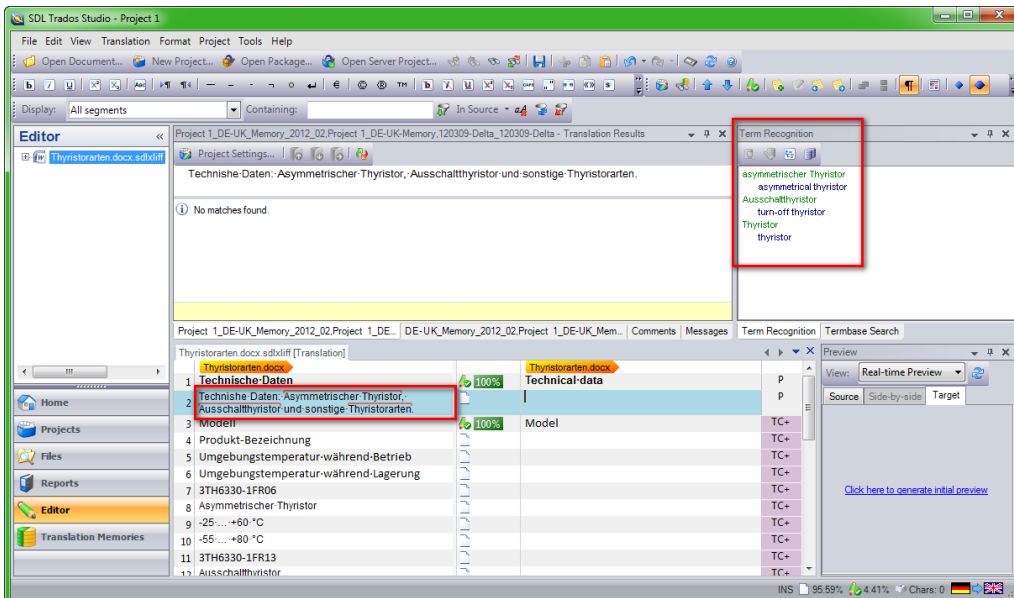 SDL Trados Studio - Project 1
File Edit View Translation Format Project Tools Help
Open Document... New Project... Open Package... Open Server Project...
Display: All segments Containing: In Source
Editor
Thyristorarten.docx.sdlxliff
Project 1_DE-UK_Memory_2012_02,Project 1_DE-UK-Memory,120309-Delta_120309-Delta - Translation Results
Project Settings...
Technishe·Daten:·Asymmetrischer·Thyristor,·Ausschaltthyristor·und·sonstige·Thyristorarten.
No matches found.
Term Recognition
asymmetrischer Thyristor
asymmetrical thyristor
Ausschaltthyristor
turn-off thyristor
Thyristor
thyristor
Project 1_DE-UK_Memory_2012_02,Project 1_DE... DE-UK_Memory_2012_02,Project 1_DE-UK_Mem... Comments Messages
Term Recognition Termbase Search
Thyristorarten.docx.sdlxliff [Translation]
Thyristorarten.docx Thyristorarten.docx
1 Technische·Daten 100% Technical·data P
2 Technishe·Daten:·Asymmetrischer·Thyristor,· P
Ausschaltthyristor·und·sonstige·Thyristorarten.
3 Modell 100% Model TC+
4 Produkt-Bezeichnung TC+
5 Umgebungstemperatur·während·Betrieb TC+
6 Umgebungstemperatur·während·Lagerung TC+
7 3TH6330-1FR06 TC+
8 Asymmetrischer·Thyristor TC+
9 -25·...·+60·°C TC+
10 -55·...·+80·°C TC+
11 3TH6330-1FR13 TC+
12 Ausschaltthyristor TC+
Preview
View: Real-time Preview
Source Side-by-side Target
Click here to generate initial preview
Home
Projects
Files
Reports
Editor
Translation Memories
INS 95.59% 4.41% Chars: 0